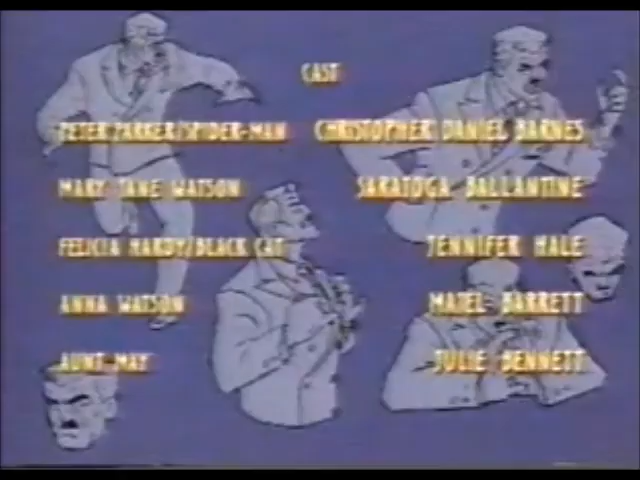 CAST
PETER PARKER/SPIDER-MAN CHRISTOPHER DANIEL BARNES
MARY JANE WATSON SARATOGA BALLANTINE
FELICIA HARDY/BLACK CAT JENNIFER HALE
ANNA WATSON MAJEL BARRETT
AUNT MAY JULIE BENNETT